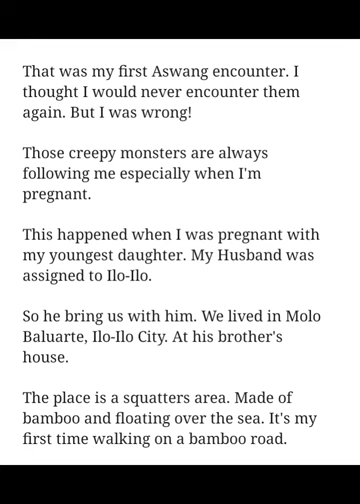 That was my first Aswang encounter. I
thought I would never encounter them
again. But I was wrong!
Those creepy monsters are always
following me especially when I'm
pregnant.
This happened when I was pregnant with
my youngest daughter. My Husband was
assigned to Ilo-Ilo.
So he bring us with him. We lived in Molo
Baluarte, Ilo-Ilo City. At his brother's
house.
The place is a squatters area. Made of
bamboo and floating over the sea. It's my
first time walking on a bamboo road.